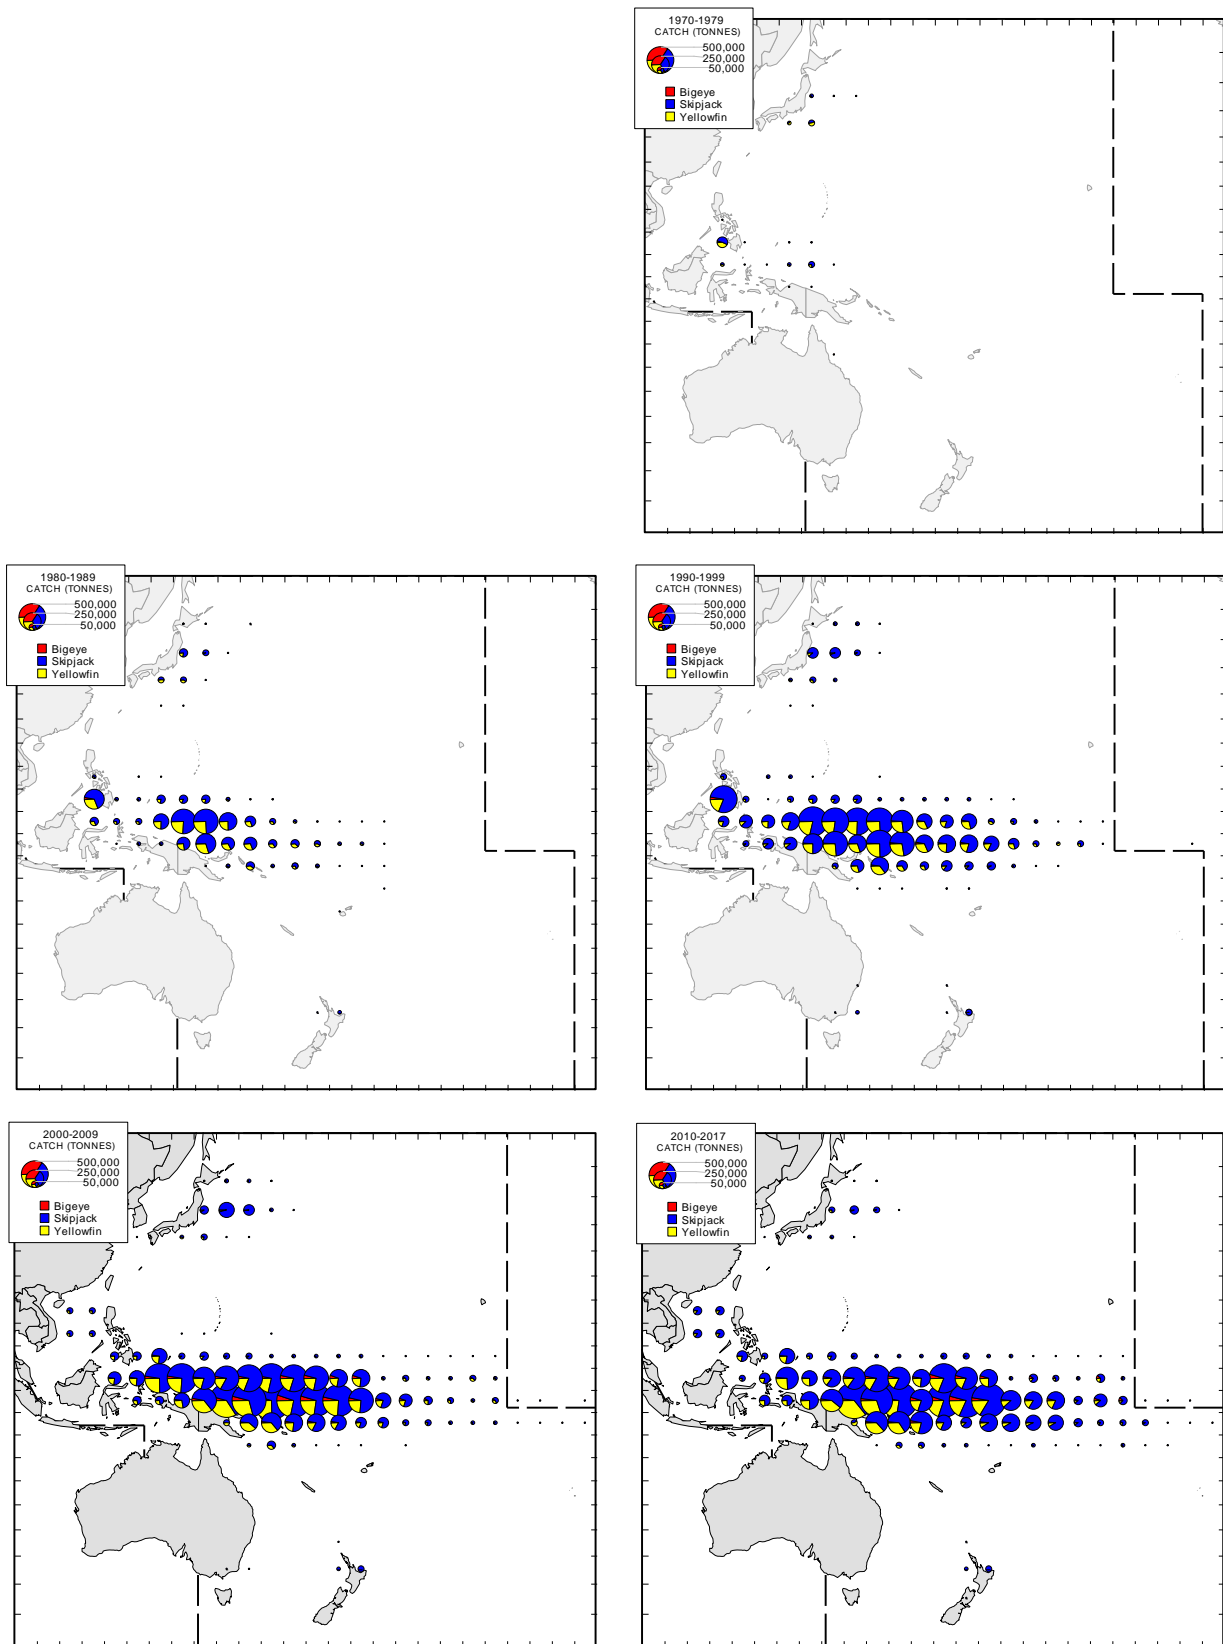 1970-1979
CATCH (TONNES)
500,000
250,000
50,000
Bigeye
Skipjack
Yellowfin
1980-1989
CATCH (TONNES)
500,000
250,000
50,000
Bigeye
Skipjack
Yellowfin
1990-1999
CATCH (TONNES)
500,000
250,000
50,000
Bigeye
Skipjack
Yellowfin
2000-2009
CATCH (TONNES)
500,000
250,000
50,000
Bigeye
Skipjack
Yellowfin
2010-2017
CATCH (TONNES)
500,000
250,000
50,000
Bigeye
Skipjack
Yellowfin